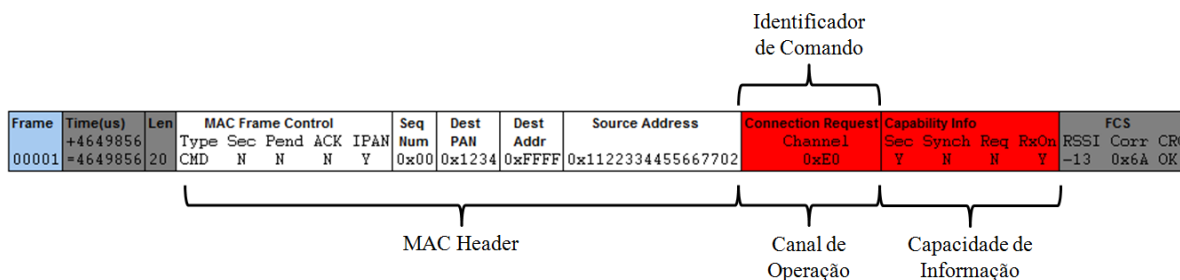 Identificador
de Comando
Frame Time(us) Len MAC Frame Control Seq Dest Dest Source Address Connection Request Capability Info FCS
+4649856 Type Sec Pend ACK IPAN Num PAN Addr Channel Sec Synch Req RxOn RSSI Corr CRC
00001 =4649856 20 CMD N N N Y 0x00 0x1234 0xFFFF 0x1122334455667702 0xE0 Y N N Y -13 0x6A OK
MAC Header
Canal de
Operação
Capacidade de
Informação